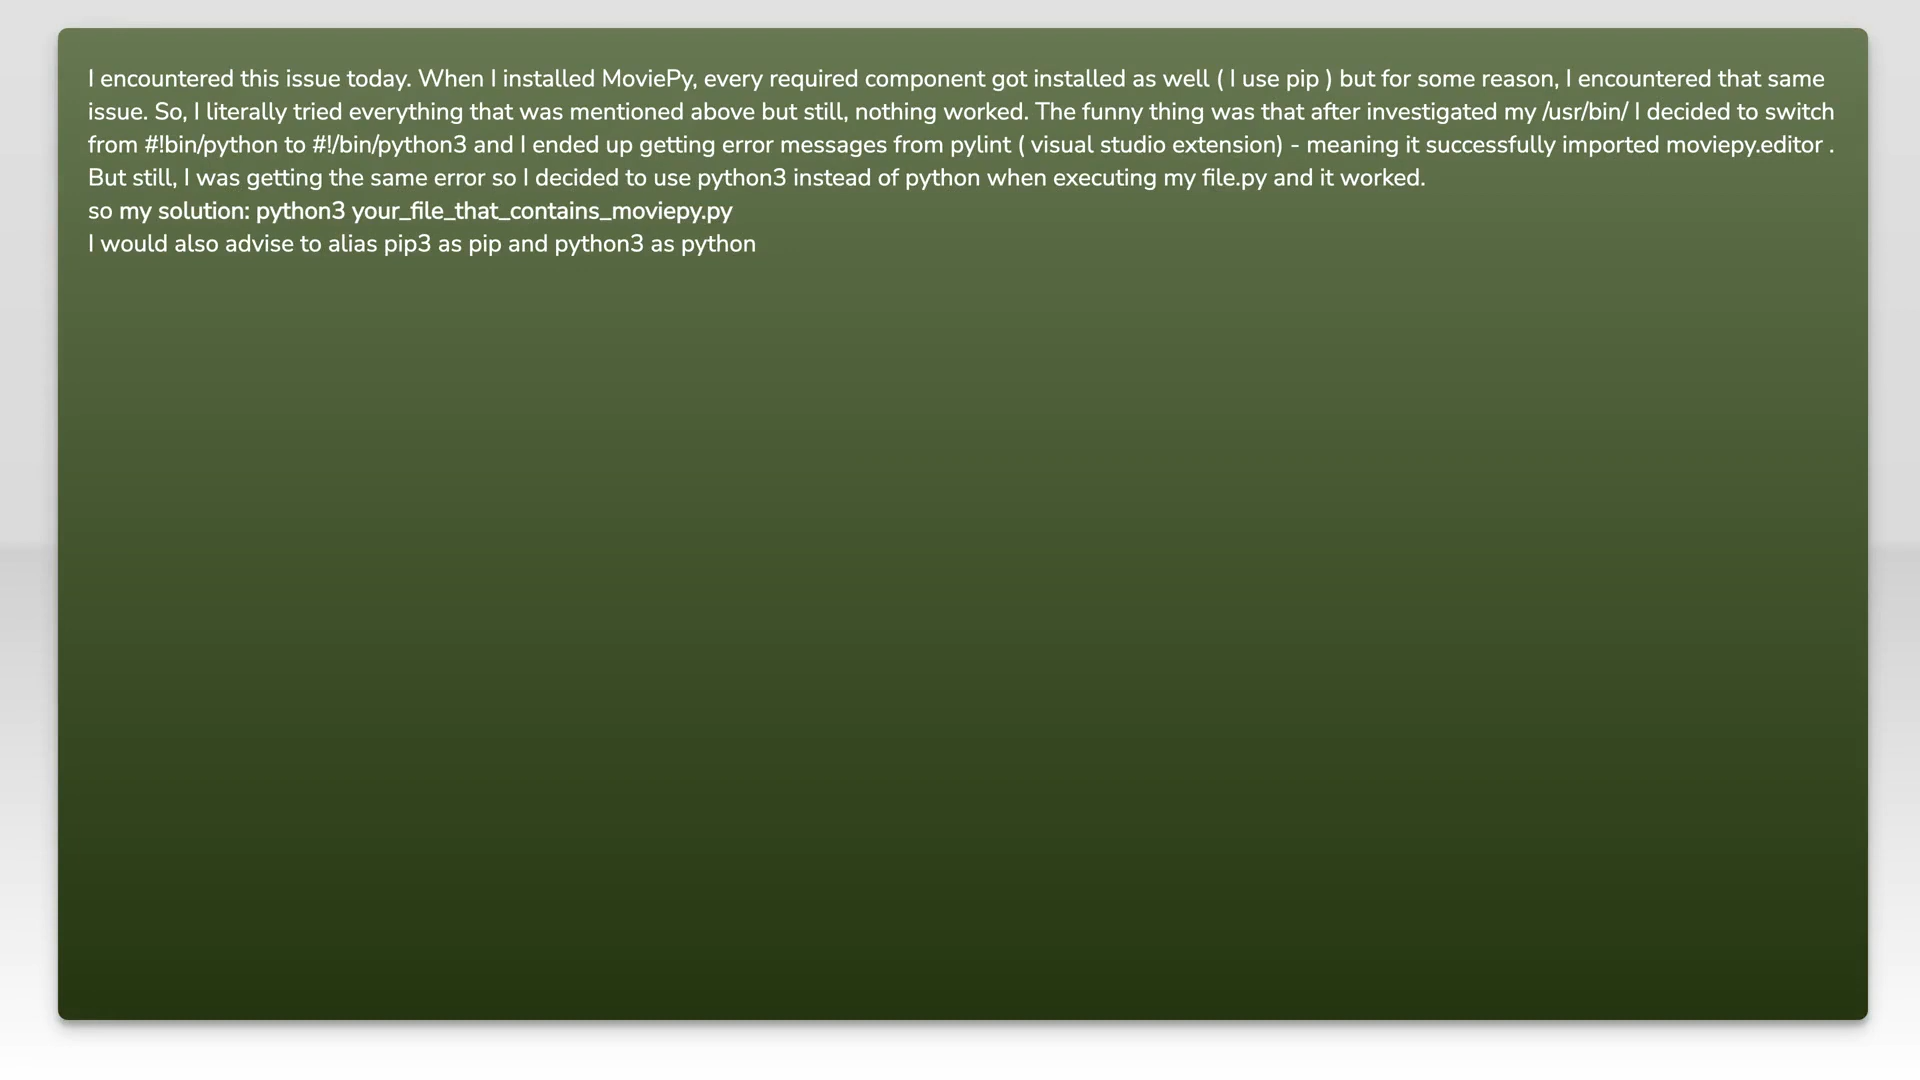 I encountered this issue today. When I installed MoviePy, every required component got installed as well ( I use pip ) but for some reason, I encountered that same
issue. So, I literally tried everything that was mentioned above but still, nothing worked. The funny thing was that after investigated my /usr/bin/ I decided to switch
from #!bin/python to #!/bin/python3 and I ended up getting error messages from pylint ( visual studio extension) - meaning it successfully imported moviepy.editor .
But still, I was getting the same error so I decided to use python3 instead of python when executing my file.py and it worked.
so my solution: python3 your_file_that_contains_moviepy.py
I would also advise to alias pip3 as pip and python3 as python